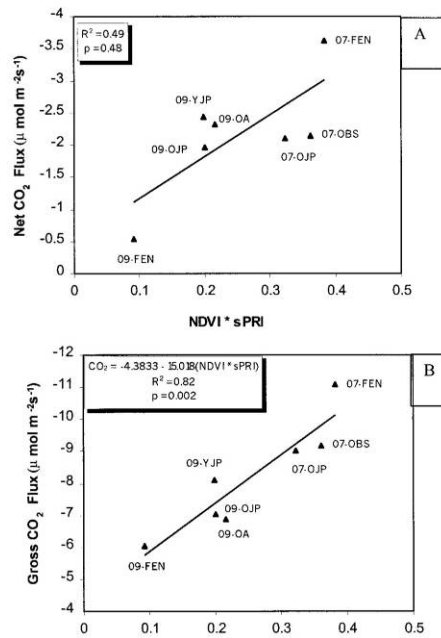 A
R² = 0.49
p = 0.48
-4
-3.5
-3
-2.5
-2
-1.5
-1
-0.5
0
Net CO₂ Flux (μ mol m⁻²s⁻¹)
07-FEN
09-YJP
09-OA
09-OJP
07-OBS
07-OJP
09-FEN
0 0.1 0.2 0.3 0.4 0.5
NDVI * sPRI
B
CO₂ = -4.3833 - 15.018(NDVI * sPRI)
R² = 0.82
p = 0.002
-12
-11
-10
-9
-8
-7
-6
-5
-4
Gross CO₂ Flux (μ mol m⁻²s⁻¹)
07-FEN
07-OBS
07-OJP
09-YJP
09-OJP
09-OA
09-FEN
0 0.1 0.2 0.3 0.4 0.5